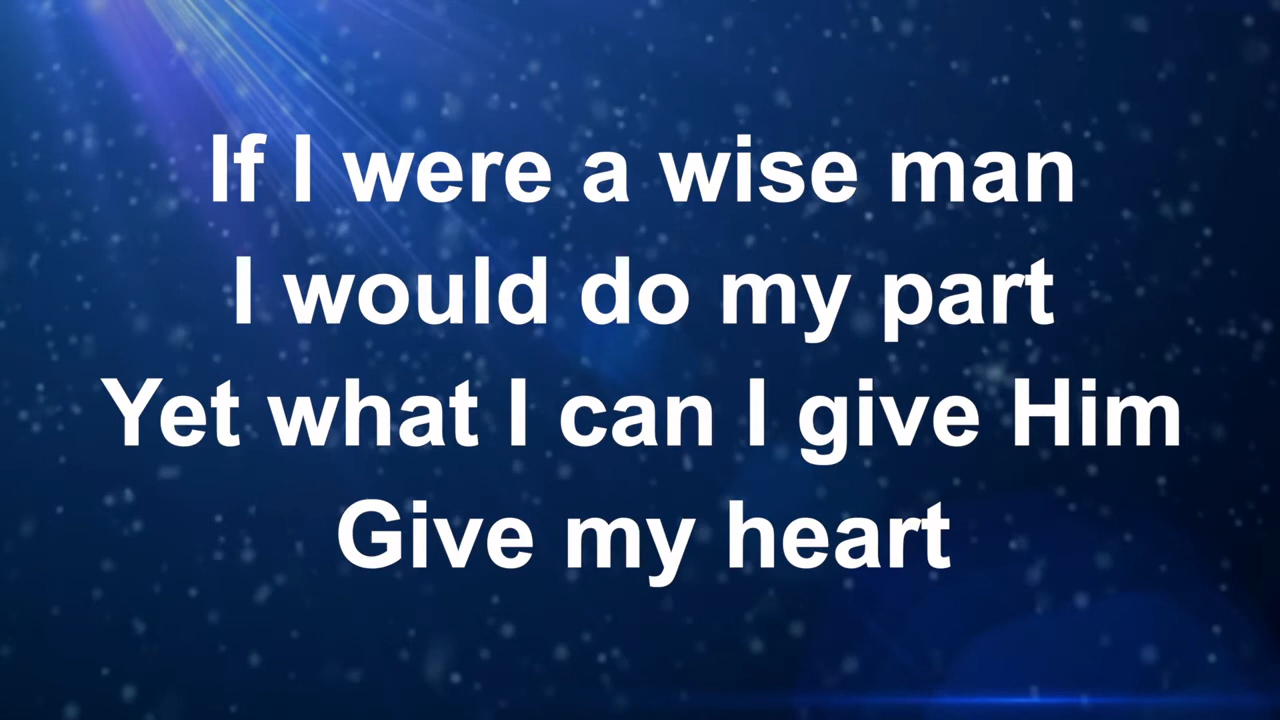 If I were a wise man
I would do my part
Yet what I can I give Him
Give my heart